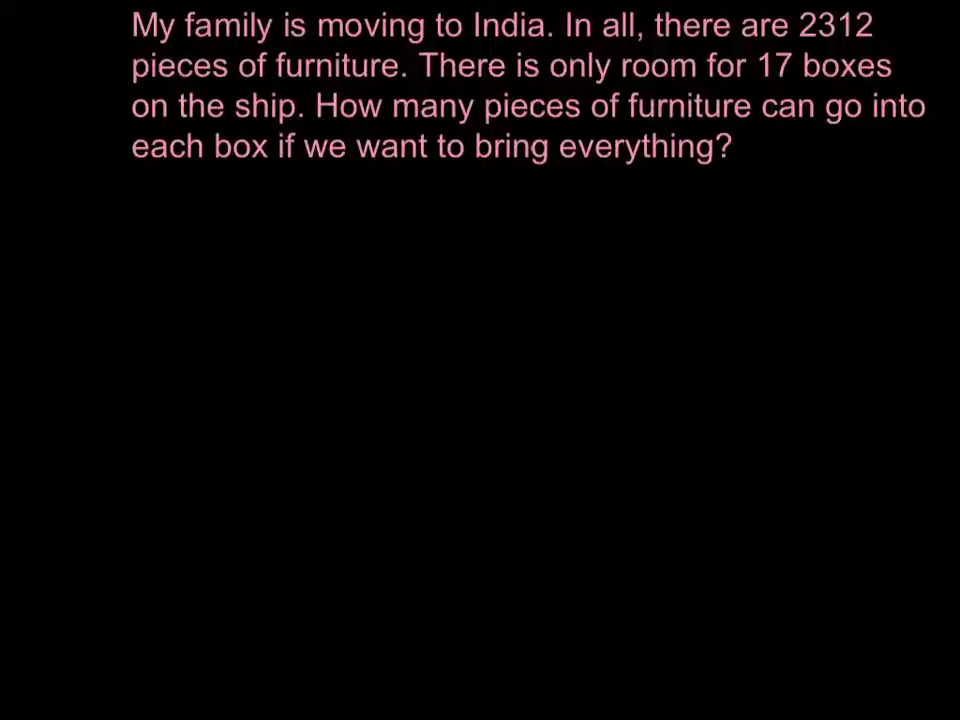 My family is moving to India. In all, there are 2312
pieces of furniture. There is only room for 17 boxes
on the ship. How many pieces of furniture can go into
each box if we want to bring everything?